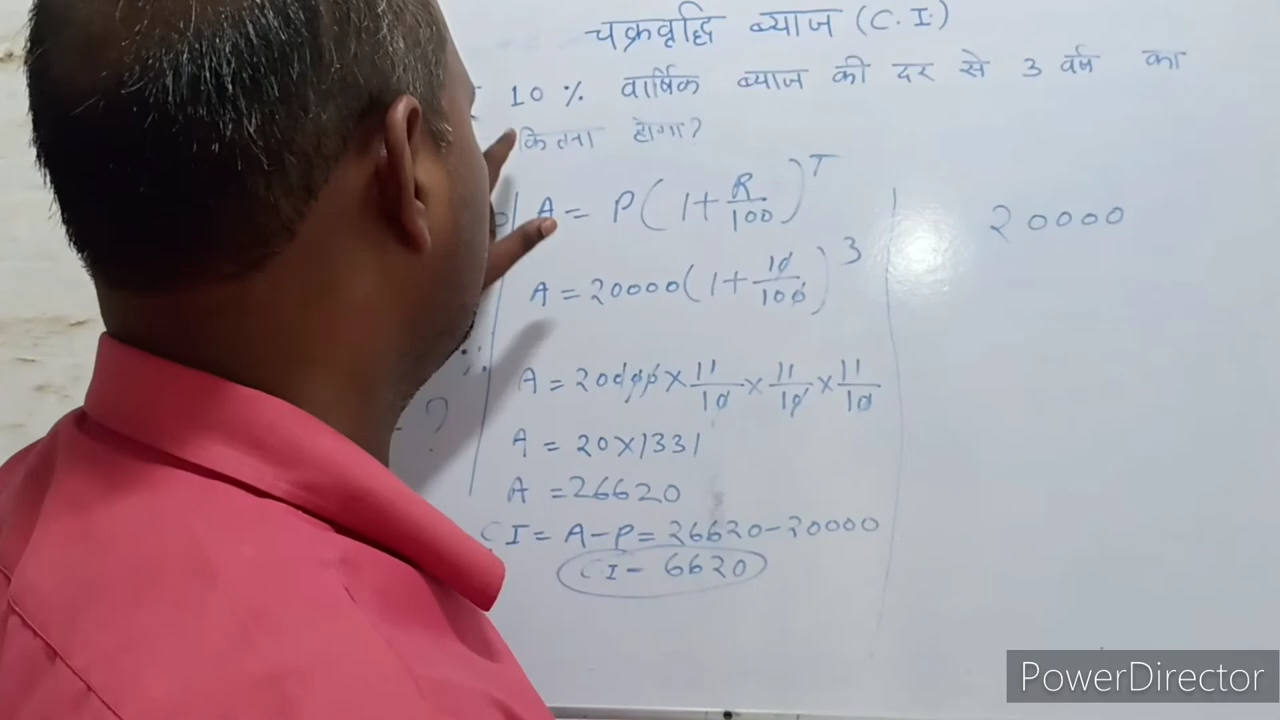 चक्रवृद्धि ब्याज (C.I.)
10 % वार्षिक ब्याज की दर से 3 वर्ष का
कितना होगा?
A = P(1+R/100)^T
A = 20000(1+10/100)^3
A = 20000×11/10×11/10×11/10
A = 20×1331
A = 26620
CI = A-P = 26620-20000
CI- 6620
?
20000
PowerDirector